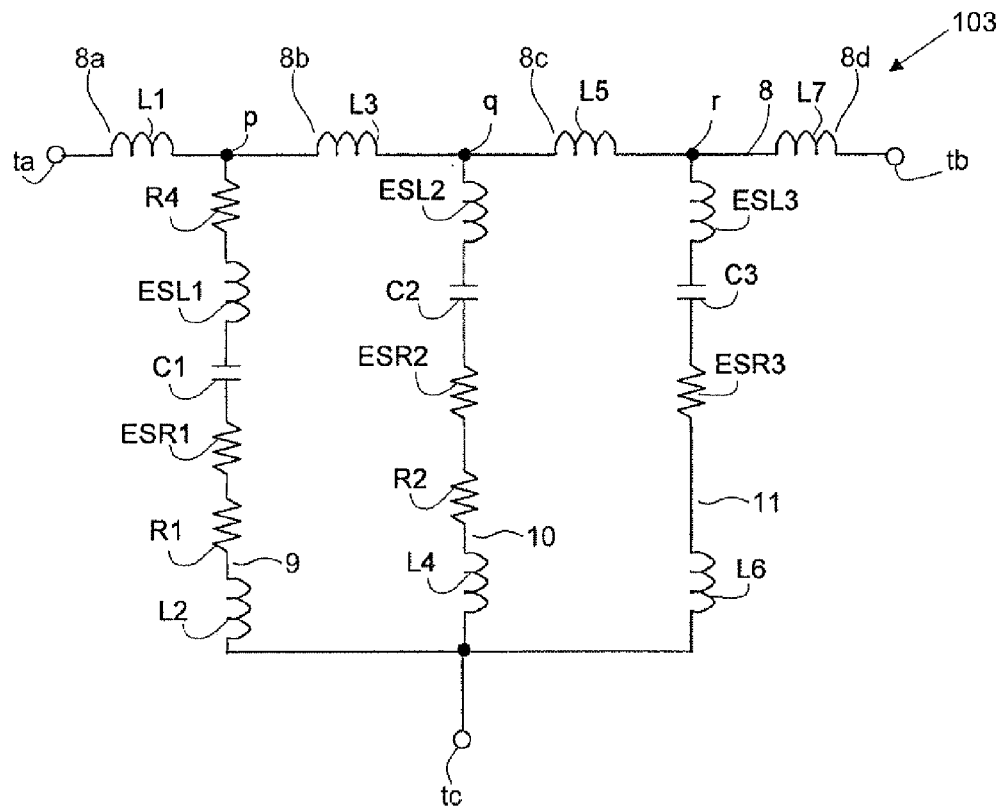 103
8a
8b
8c
8d
L1
L3
L5
8
L7
p
q
r
ta
tb
R4
ESL2
ESL3
ESL1
C2
C3
C1
ESR2
ESR3
ESR1
R2
11
R1
9
10
L4
L6
L2
tc